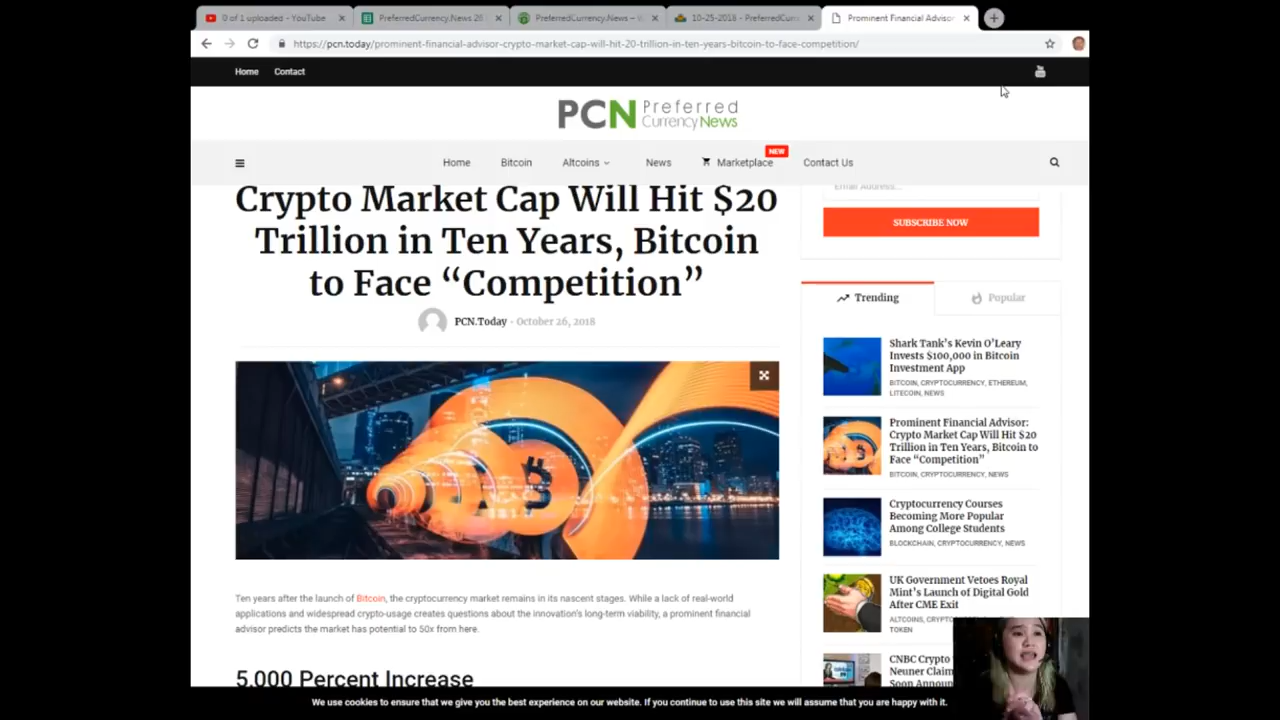 0 of 1 uploaded - YouTube
PreferredCurrency.News
PreferredCurrency.News –
10-25-2018 -
Prominent Financial Advisor
https://pcn.today/prominent-financial-advisor-crypto-market-cap-will-hit-20-trillion-in-ten-years-bitcoin-to-face-competition/
Home Contact
PCN Preferred
Currency News
NEW
Home Bitcoin Altcoins News Marketplace Contact Us
Crypto Market Cap Will Hit $20
Trillion in Ten Years, Bitcoin
to Face “Competition”
PCN.Today - October 26, 2018
Ten years after the launch of Bitcoin, the cryptocurrency market remains in its nascent stages. While a lack of real-world
applications and widespread crypto-usage creates questions about the innovation's long-term viability, a prominent financial
advisor predicts the market has potential to 50x from here.
5,000 Percent Increase
Email Address...
SUBSCRIBE NOW
Trending Popular
Shark Tank’s Kevin O’Leary
Invests $100,000 in Bitcoin
Investment App
BITCOIN, CRYPTOCURRENCY, ETHEREUM,
LITECOIN, NEWS
Prominent Financial Advisor:
Crypto Market Cap Will Hit $20
Trillion in Ten Years, Bitcoin to
Face “Competition”
BITCOIN, CRYPTOCURRENCY, NEWS
Cryptocurrency Courses
Becoming More Popular
Among College Students
BLOCKCHAIN, CRYPTOCURRENCY, NEWS
UK Government Vetoes Royal
Mint’s Launch of Digital Gold
After CME Exit
ALTCOINS,
TOKEN
CNBC Crypto
Neuner
Soon
We use cookies to ensure that we give you the best experience on our website. If you continue to use this site we will assume that you are happy with it.